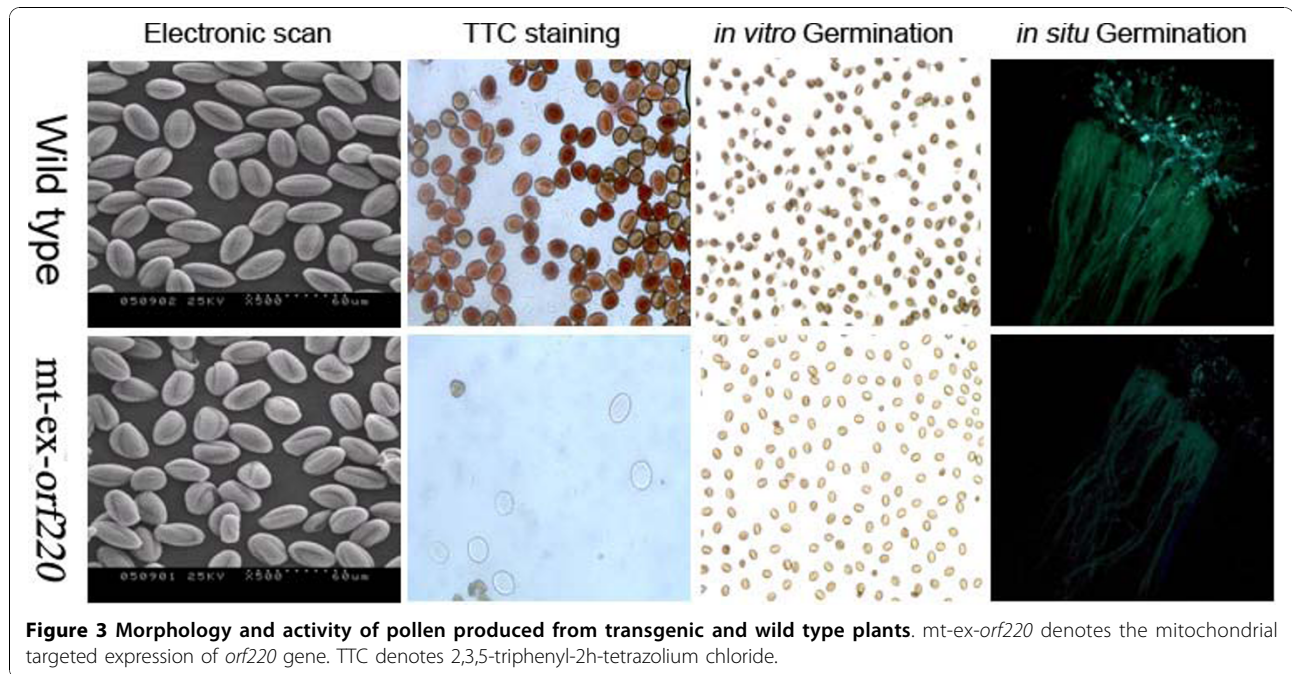 Electronic scan TTC staining in vitro Germination in situ Germination
Wild type
050902 25KV X500 60um
mt-ex-orf220
050901 25KV X500 60um
Figure 3 Morphology and activity of pollen produced from transgenic and wild type plants. mt-ex-orf220 denotes the mitochondrial
targeted expression of orf220 gene. TTC denotes 2,3,5-triphenyl-2h-tetrazolium chloride.